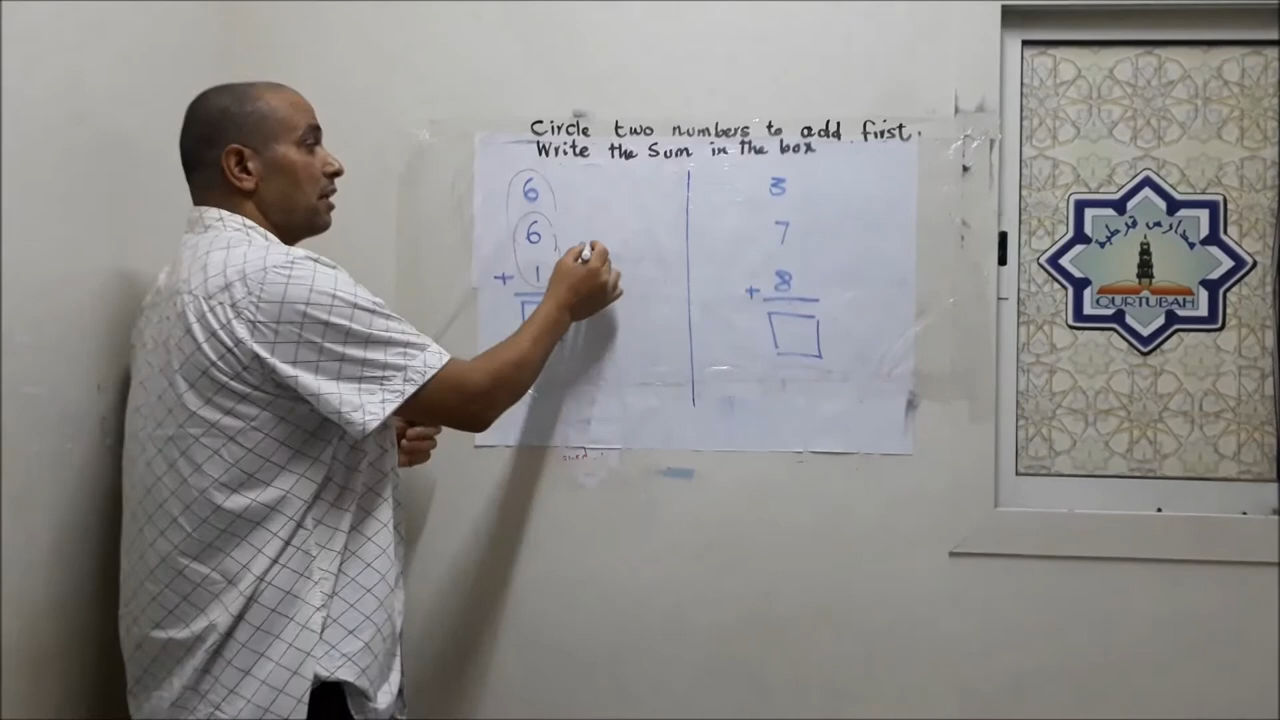 Circle two numbers to add first.
Write the Sum in the box
6
6
+ 1
3
7
+ 8
مدارس قرطبة
QURTUBAH